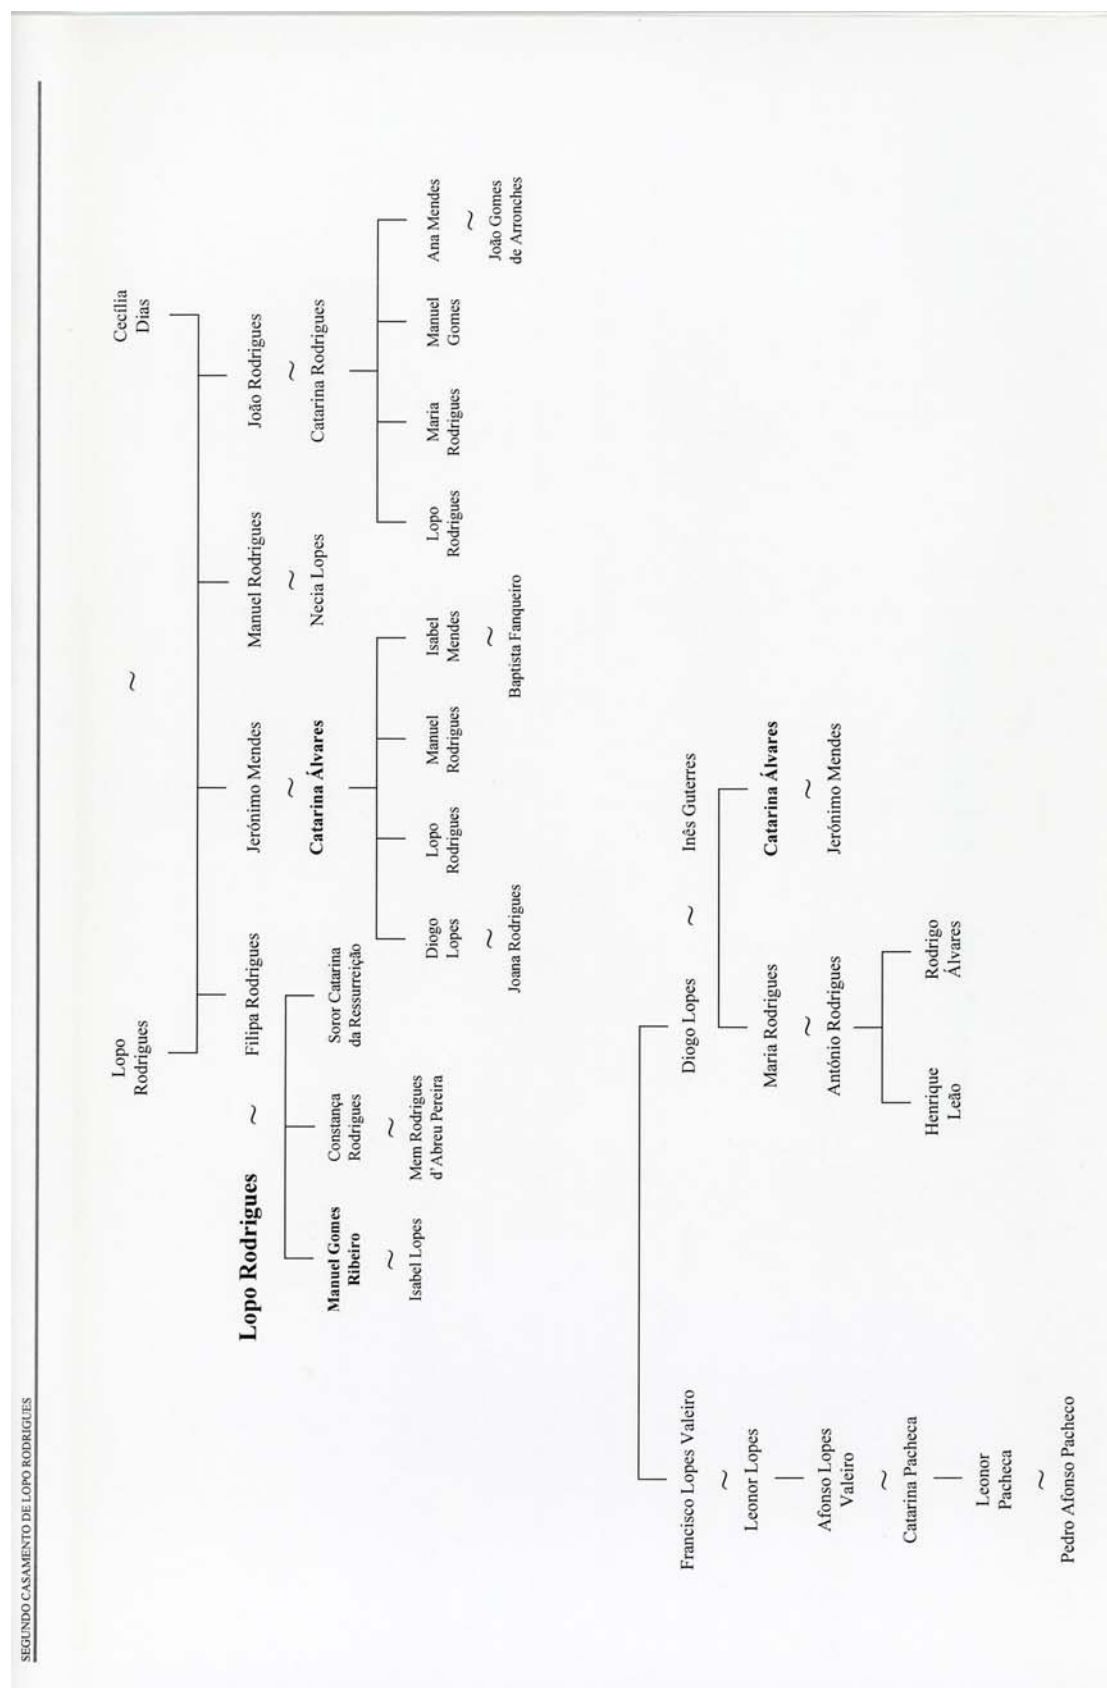 SEGUNDO CASAMENTO DE LOPO RODRIGUES
Lopo
Rodrigues
~
Cecília
Dias
Lopo Rodrigues
~
Filipa Rodrigues
Jerónimo Mendes
Manuel Rodrigues
João Rodrigues
~
~
~
Catarina Álvares
Necia Lopes
Catarina Rodrigues
Manuel Gomes
Ribeiro
Constança
Rodrigues
Soror Catarina
da Ressurreição
~
~
Isabel Lopes
Mem Rodrigues
d'Abreu Pereira
Diogo
Lopes
Lopo
Rodrigues
Manuel
Rodrigues
Isabel
Mendes
Lopo
Rodrigues
Maria
Rodrigues
Manuel
Gomes
Ana Mendes
~
~
~
Joana Rodrigues
Baptista Fanqueiro
João Gomes
de Arronches
Francisco Lopes Valeiro
Diogo Lopes
~
Inês Guterres
~
Leonor Lopes
Maria Rodrigues
Catarina Álvares
~
~
Afonso Lopes
Valeiro
António Rodrigues
Jerónimo Mendes
~
Catarina Pacheca
Henrique
Leão
Rodrigo
Álvares
Leonor
Pacheca
~
Pedro Afonso Pacheco